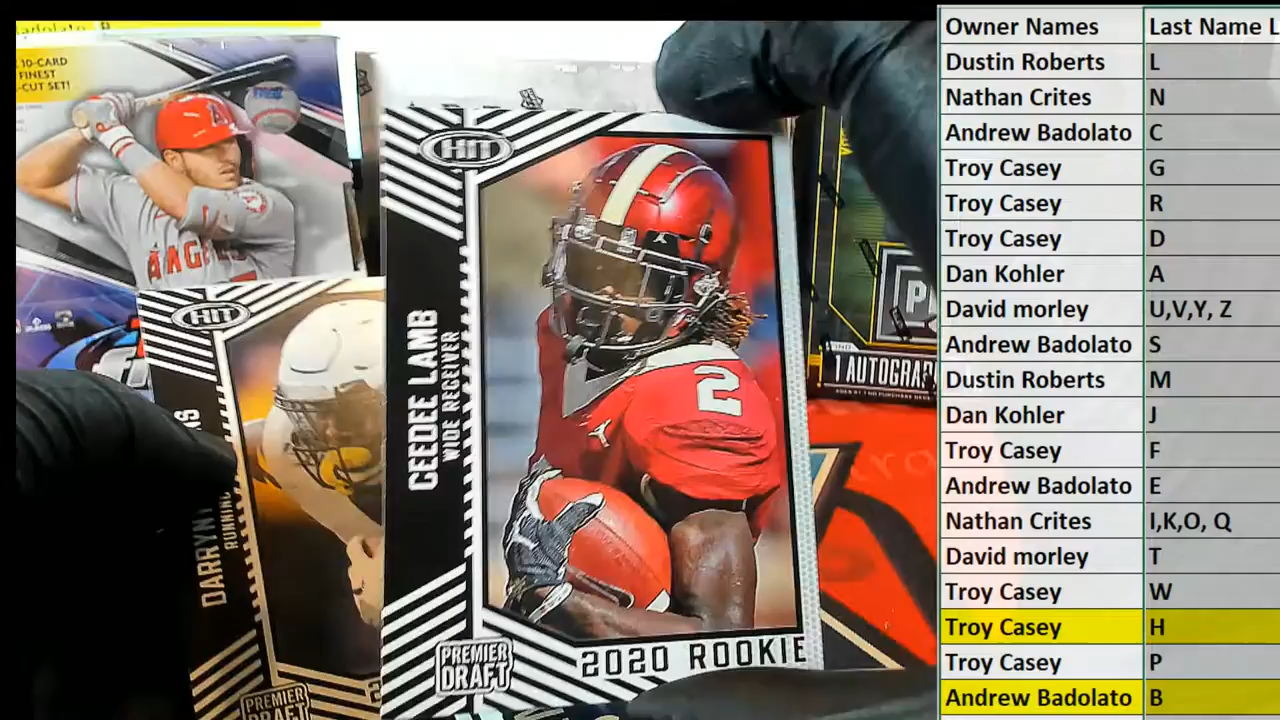 10-CARD
FINEST
-CUT SET!
HIT
CEEDEE LAMB
WIDE RECEIVER
2
PREMIER
DRAFT
2020 ROOKIE
HIT
PREMIER
DRAFT
1 AUTOGRAP
Owner Names Last Name L
Dustin Roberts L
Nathan Crites N
Andrew Badolato C
Troy Casey G
Troy Casey R
Troy Casey D
Dan Kohler A
David morley U,V,Y, Z
Andrew Badolato S
Dustin Roberts M
Dan Kohler J
Troy Casey F
Andrew Badolato E
Nathan Crites I,K,O, Q
David morley T
Troy Casey W
Troy Casey H
Troy Casey P
Andrew Badolato B